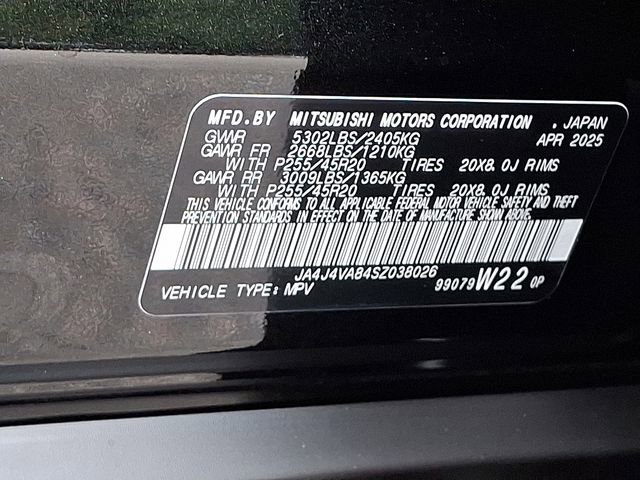 MFD. BY MITSUBISHI MOTORS CORPORATION . JAPAN
GVWR 5302LBS/2405KG APR 2025
GAWR FR 2668LBS/1210KG
WITH P255/45R20 TIRES 20X8.0J RIMS
GAWR RR 3009LBS/1365KG
WITH P255/45R20 TIRES 20X8.0J RIMS
THIS VEHICLE CONFORMS TO ALL APPLICABLE FEDERAL MOTOR VEHICLE SAFETY AND THEFT
PREVENTION STANDARDS IN EFFECT ON THE DATE OF MANUFACTURE SHOWN ABOVE.
JA4J4VA84SZ038026
VEHICLE TYPE: MPV 99079 W22 0P